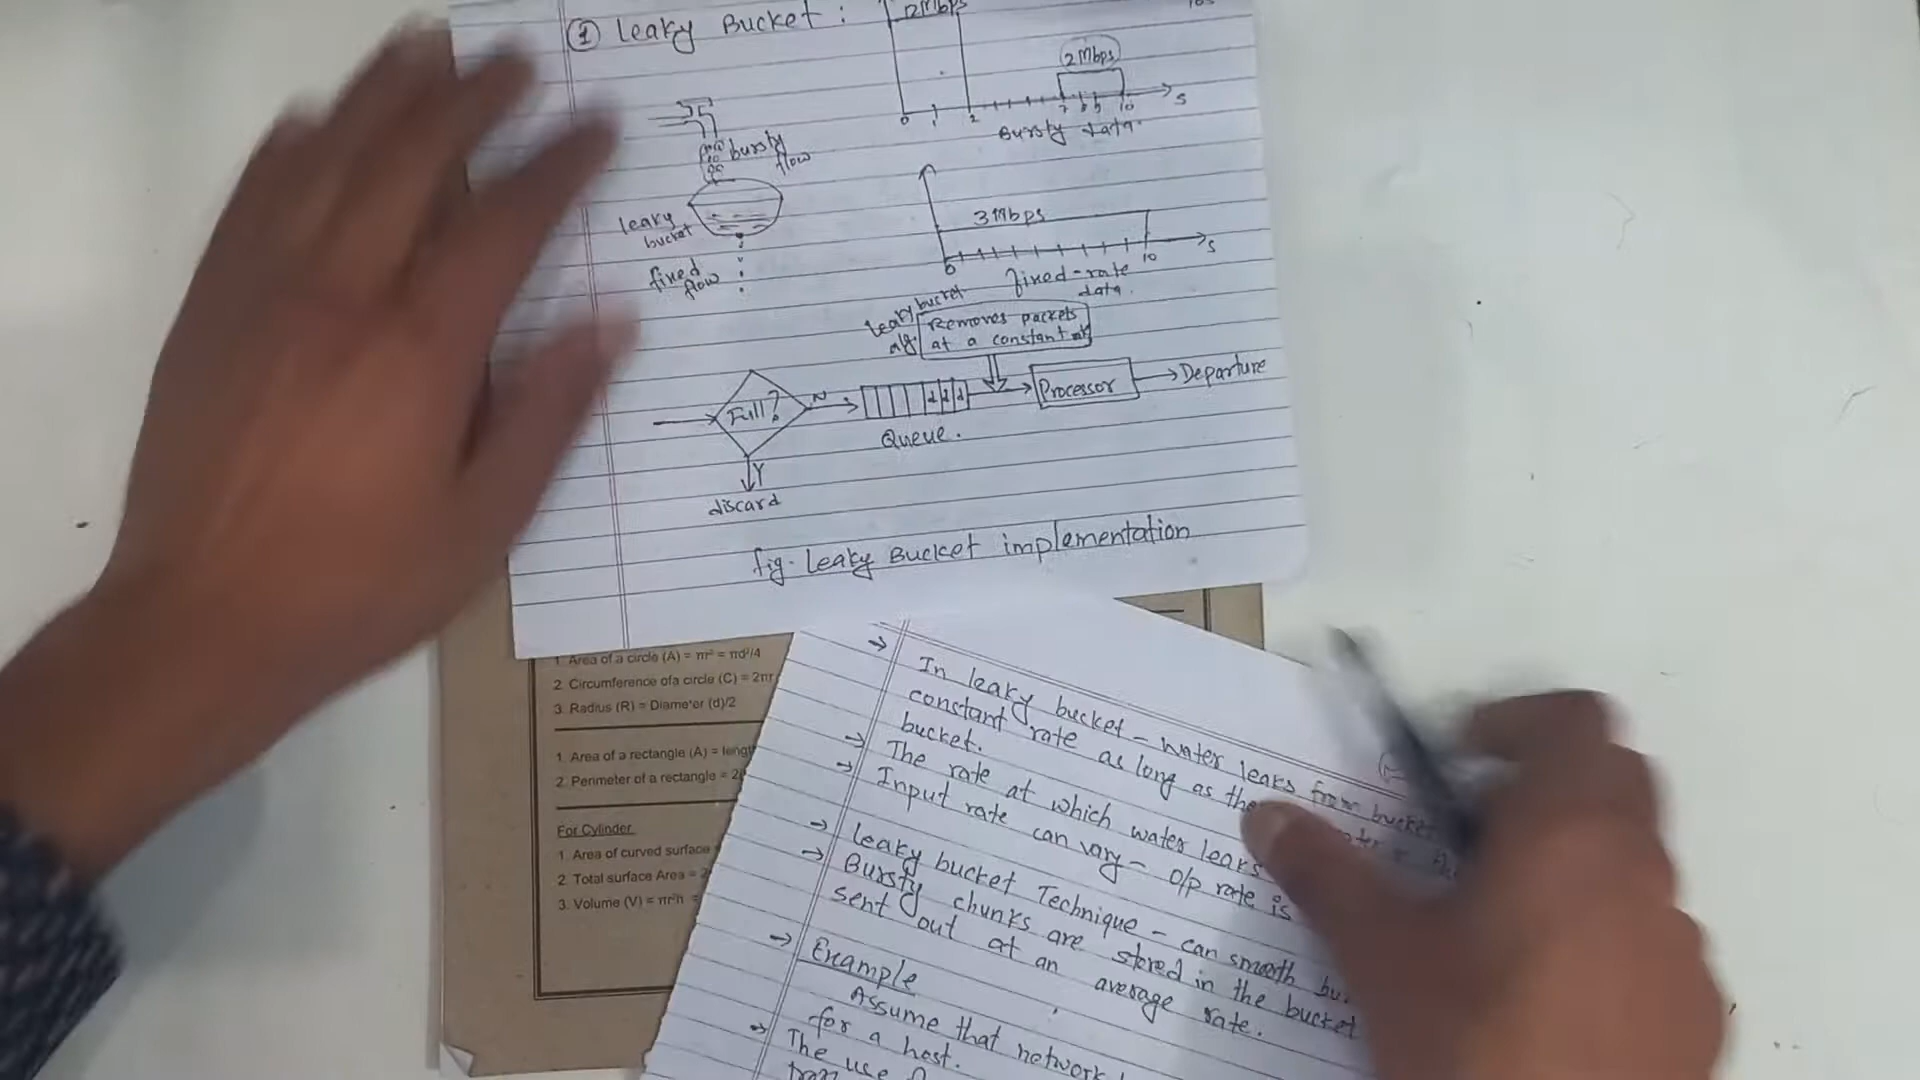 ① Leaky Bucket :
12Mbps
2Mbps
0 1 2 7 8 9 10 S
Bursty data.
bursty
flow
leaky
bucket
fixed
flow
3Mbps
0 10 S
fixed-rate
data.
leaky bucket
alg.
Removes packets
at a constant
Full?
N
Processor
Departure
Queue.
Y
discard
fig. Leaky Bucket implementation
1. Area of a circle (A) = πr² = πd²/4
2. Circumference of a circle (C) = 2πr
3. Radius (R) = Diameter (d)/2
1. Area of a rectangle (A) = length
2. Perimeter of a rectangle = 2
For Cylinder
1. Area of curved surface
2. Total surface Area = 2
3. Volume (V) = πr²h =
→ In leaky bucket – water leaks from bucket
constant rate as long as the
bucket.
→ The rate at which water leaks
→ Input rate can vary – o/p rate is
→ Leaky bucket Technique – can smooth
→ Bursty chunks are stored in the bucket
sent out at an average rate.
→ Example
Assume that network
for a host.
→ The use